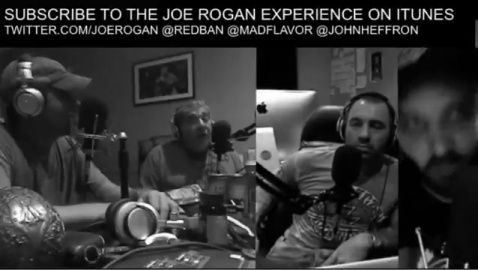 SUBSCRIBE TO THE JOE ROGAN EXPERIENCE ON ITUNES
TWITTER.COM/JOEROGAN @REDBAN @MADFLAVOR @JOHNHEFFRON